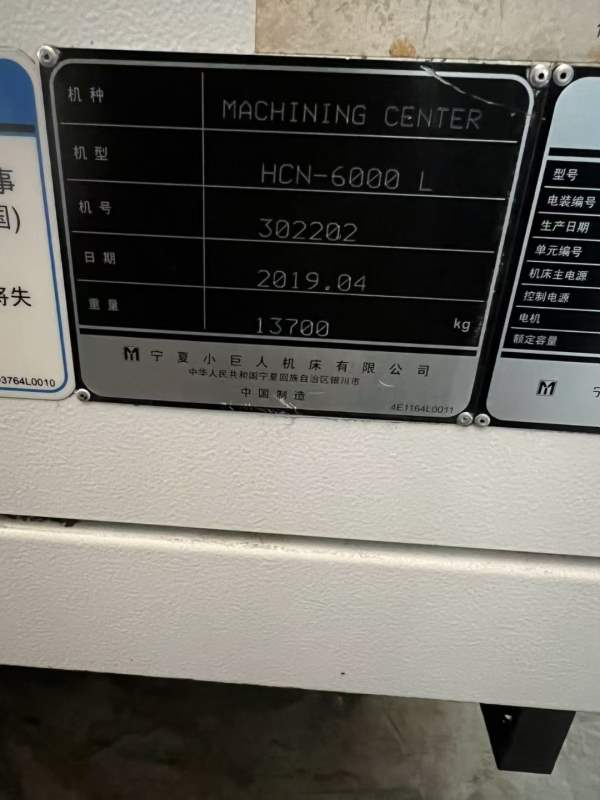 事
国)
将失
03764L0010
机种 MACHINING CENTER
机型 HCN-6000 L
机号 302202
日期 2019.04
重量 13700 kg
宁夏小巨人机床有限公司
中华人民共和国宁夏回族自治区银川市
中国制造
4E1164L0011
型号
电装编号
生产日期
单元编号
机床主电源
控制电源
电机
额定容量
宁